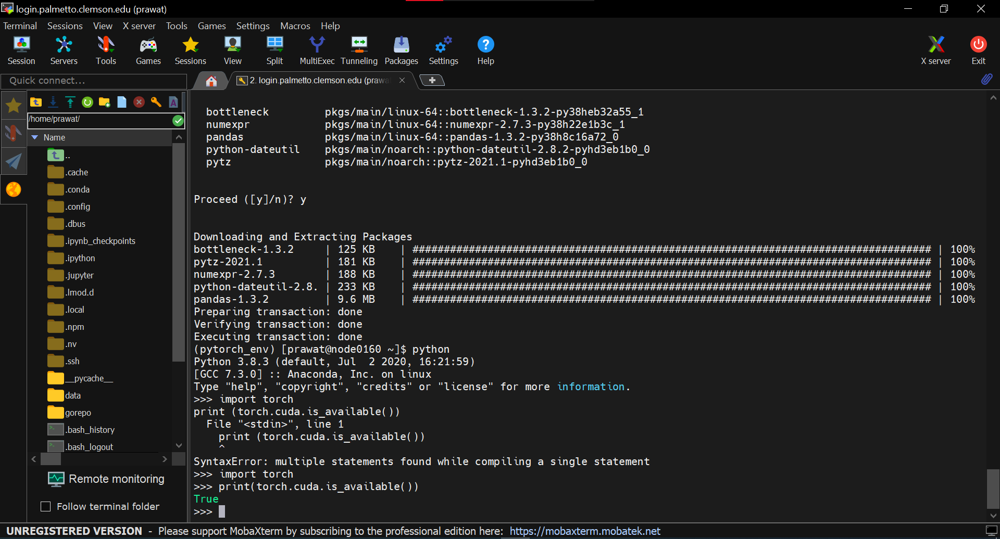 login.palmetto.clemson.edu (prawat)
Terminal Sessions View X server Tools Games Settings Macros Help
Session Servers Tools Games Sessions View Split MultiExec Tunneling Packages Settings Help X server Exit
Quick connect...
2. login.palmetto.clemson.edu (prawa
/home/prawat/
Name
..
.cache
.conda
.config
.dbus
.ipynb_checkpoints
.ipython
.jupyter
.lmod.d
.local
.npm
.nv
.ssh
__pycache__
data
gorepo
.bash_history
.bash_logout
Remote monitoring
Follow terminal folder
bottleneck pkgs/main/linux-64::bottleneck-1.3.2-py38heb32a55_1
numexpr pkgs/main/linux-64::numexpr-2.7.3-py38h22e1b3c_1
pandas pkgs/main/linux-64::pandas-1.3.2-py38h8c16a72_0
python-dateutil pkgs/main/noarch::python-dateutil-2.8.2-pyhd3eb1b0_0
pytz pkgs/main/noarch::pytz-2021.1-pyhd3eb1b0_0
Proceed ([y]/n)? y
Downloading and Extracting Packages
bottleneck-1.3.2 | 125 KB | ################################################################################### | 100%
pytz-2021.1 | 181 KB | ################################################################################### | 100%
numexpr-2.7.3 | 188 KB | ################################################################################### | 100%
python-dateutil-2.8. | 233 KB | ################################################################################### | 100%
pandas-1.3.2 | 9.6 MB | ################################################################################### | 100%
Preparing transaction: done
Verifying transaction: done
Executing transaction: done
(pytorch_env) [prawat@node0160 ~]$ python
Python 3.8.3 (default, Jul  2 2020, 16:21:59)
[GCC 7.3.0] :: Anaconda, Inc. on linux
Type "help", "copyright", "credits" or "license" for more information.
>>> import torch
print (torch.cuda.is_available())
File "<stdin>", line 1
print (torch.cuda.is_available())
^
SyntaxError: multiple statements found while compiling a single statement
>>> import torch
>>> print(torch.cuda.is_available())
True
>>>
UNREGISTERED VERSION - Please support MobaXterm by subscribing to the professional edition here: https://mobaxterm.mobatek.net